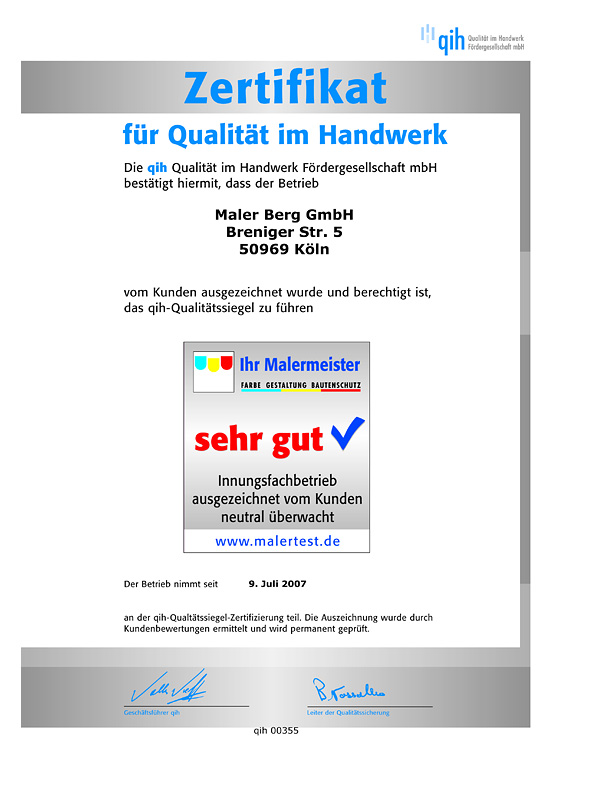 qih Qualität im Handwerk
Fördergesellschaft mbH
Zertifikat
für Qualität im Handwerk
Die qih Qualität im Handwerk Fördergesellschaft mbH
bestätigt hiermit, dass der Betrieb
Maler Berg GmbH
Breniger Str. 5
50969 Köln
vom Kunden ausgezeichnet wurde und berechtigt ist,
das qih-Qualitätssiegel zu führen
Ihr Malermeister
FARBE GESTALTUNG BAUTENSCHUTZ
sehr gut
Innungsfachbetrieb
ausgezeichnet vom Kunden
neutral überwacht
www.malertest.de
Der Betrieb nimmt seit 9. Juli 2007
an der qih-Qualtätssiegel-Zertifizierung teil. Die Auszeichnung wurde durch
Kundenbewertungen ermittelt und wird permanent geprüft.
Geschäftsführer qih
Leiter der Qualitätssicherung
qih 00355